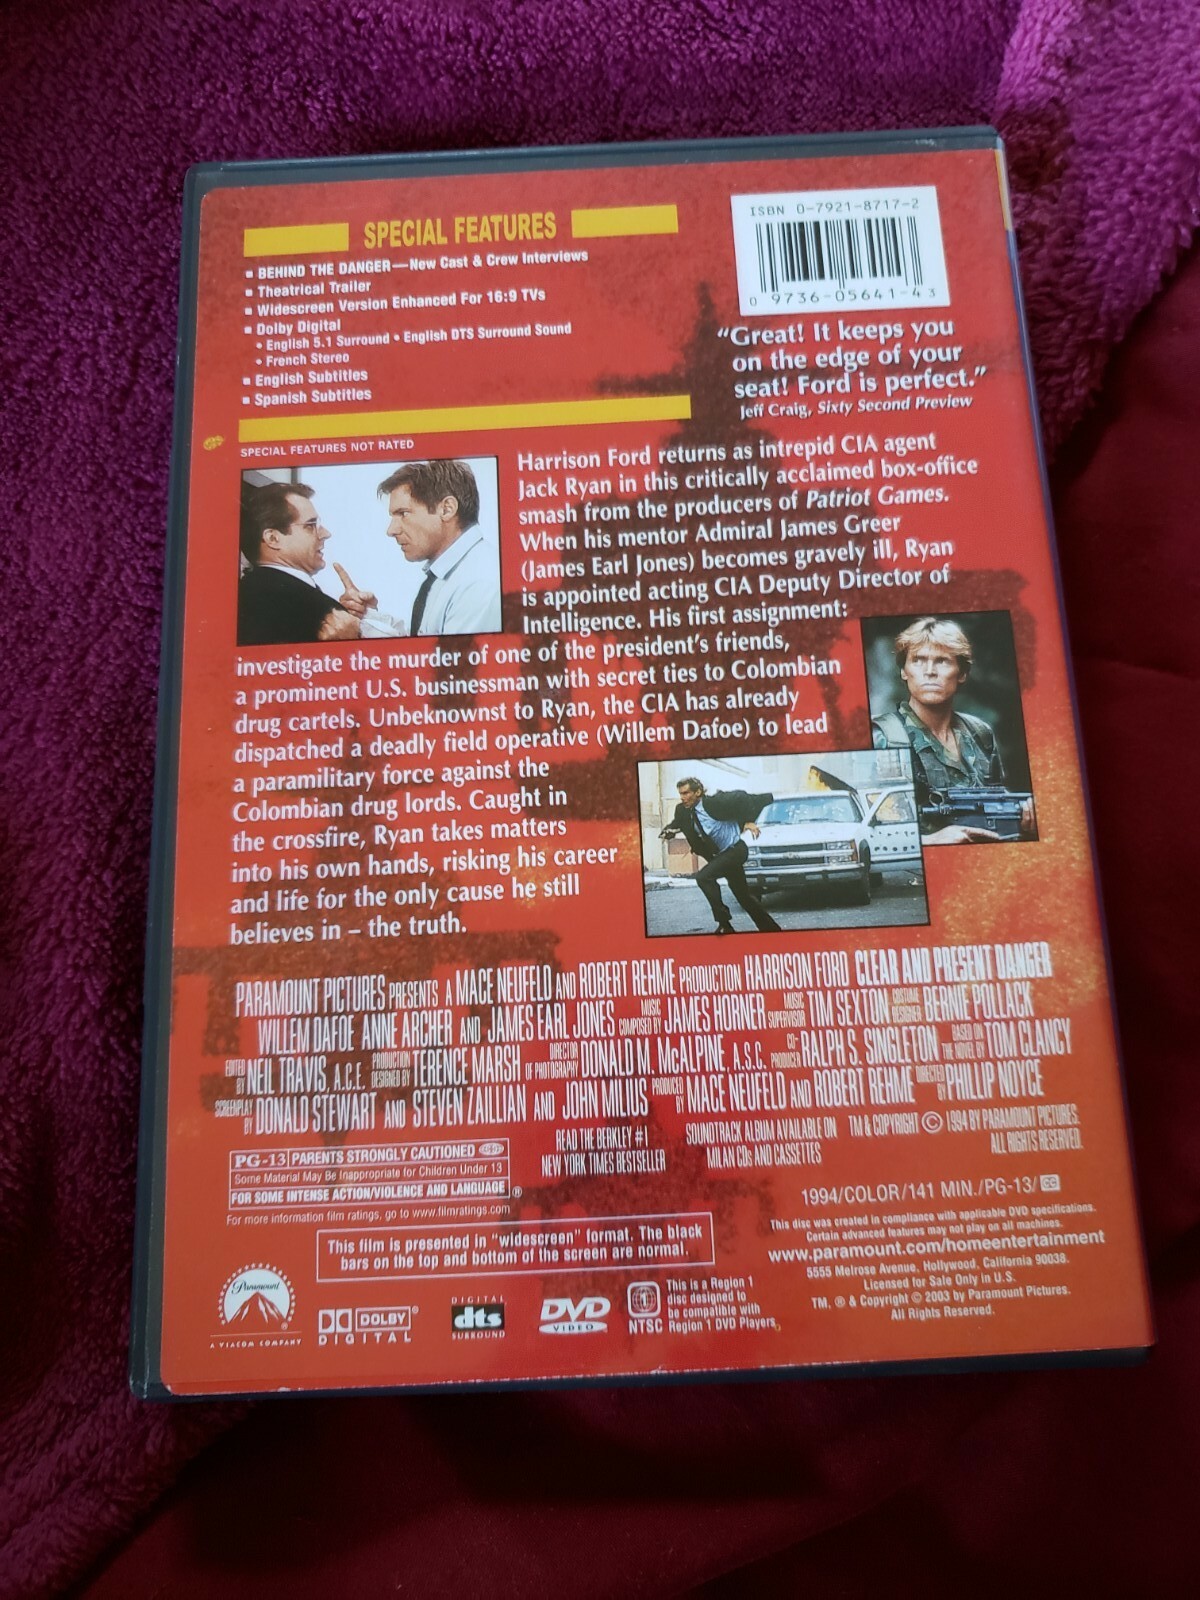 SPECIAL FEATURES
▪ BEHIND THE DANGER—New Cast & Crew Interviews
▪ Theatrical Trailer
▪ Widescreen Version Enhanced For 16:9 TVs
▪ Dolby Digital
• English 5.1 Surround • English DTS Surround Sound
• French Stereo
▪ English Subtitles
▪ Spanish Subtitles
SPECIAL FEATURES NOT RATED
ISBN 0-7921-8717-2
0 9736-05641-4 3
"Great! It keeps you
on the edge of your
seat! Ford is perfect."
Jeff Craig, Sixty Second Preview
Harrison Ford returns as intrepid CIA agent
Jack Ryan in this critically acclaimed box-office
smash from the producers of Patriot Games.
When his mentor Admiral James Greer
(James Earl Jones) becomes gravely ill, Ryan
is appointed acting CIA Deputy Director of
Intelligence. His first assignment:
investigate the murder of one of the president's friends,
a prominent U.S. businessman with secret ties to Colombian
drug cartels. Unbeknownst to Ryan, the CIA has already
dispatched a deadly field operative (Willem Dafoe) to lead
a paramilitary force against the
Colombian drug lords. Caught in
the crossfire, Ryan takes matters
into his own hands, risking his career
and life for the only cause he still
believes in – the truth.
PARAMOUNT PICTURES PRESENTS A MACE NEUFELD AND ROBERT REHME PRODUCTION HARRISON FORD CLEAR AND PRESENT DANGER
WILLEM DAFOE ANNE ARCHER AND JAMES EARL JONES MUSIC COMPOSED BY JAMES HORNER MUSIC SUPERVISOR TIM SEXTON COSTUME DESIGNER BERNIE POLLACK
EDITED BY NEIL TRAVIS, A.C.E. PRODUCTION DESIGNED BY TERENCE MARSH DIRECTOR OF PHOTOGRAPHY DONALD M. McALPINE, A.S.C. CO-PRODUCER RALPH S. SINGLETON BASED ON THE NOVEL BY TOM CLANCY
SCREENPLAY BY DONALD STEWART AND STEVEN ZAILLIAN AND JOHN MILIUS PRODUCED BY MACE NEUFELD AND ROBERT REHME DIRECTED BY PHILLIP NOYCE
READ THE BERKLEY #1
NEW YORK TIMES BESTSELLER
SOUNDTRACK ALBUM AVAILABLE ON
MILAN CDs AND CASSETTES
TM & COPYRIGHT © 1994 BY PARAMOUNT PICTURES.
ALL RIGHTS RESERVED.
PG-13 PARENTS STRONGLY CAUTIONED
Some Material May Be Inappropriate for Children Under 13
FOR SOME INTENSE ACTION/VIOLENCE AND LANGUAGE ®
For more information film ratings, go to www.filmratings.com
1994/COLOR/141 MIN./PG-13/ CC
This disc was created in compliance with applicable DVD specifications.
Certain advanced features may not play on all machines.
www.paramount.com/homeentertainment
5555 Melrose Avenue, Hollywood, California 90038.
Licensed for Sale Only in U.S.
TM, ® & Copyright © 2003 by Paramount Pictures.
All Rights Reserved.
This film is presented in "widescreen" format. The black
bars on the top and bottom of the screen are normal.
Paramount ®
A VIACOM COMPANY
DOLBY ®
DIGITAL
DIGITAL
dts
SURROUND
DVD
VIDEO
1
NTSC
This is a Region 1
disc designed to
be compatible with
Region 1 DVD Players.